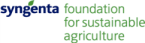 syngenta foundation
for sustainable
agriculture